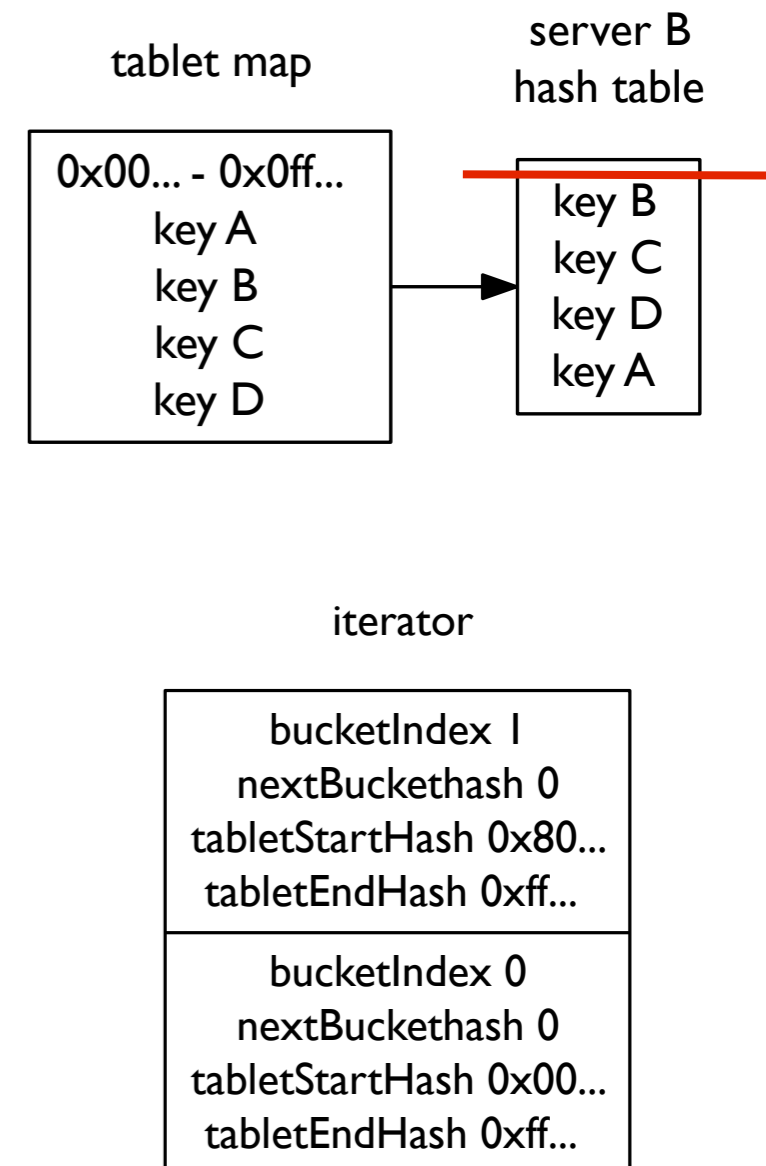 tablet map
0x00... - 0x0ff...
key A
key B
key C
key D
server B
hash table
key B
key C
key D
key A
iterator
bucketIndex 1
nextBuckethash 0
tabletStartHash 0x80...
tabletEndHash 0xff...
bucketIndex 0
nextBuckethash 0
tabletStartHash 0x00...
tabletEndHash 0xff...